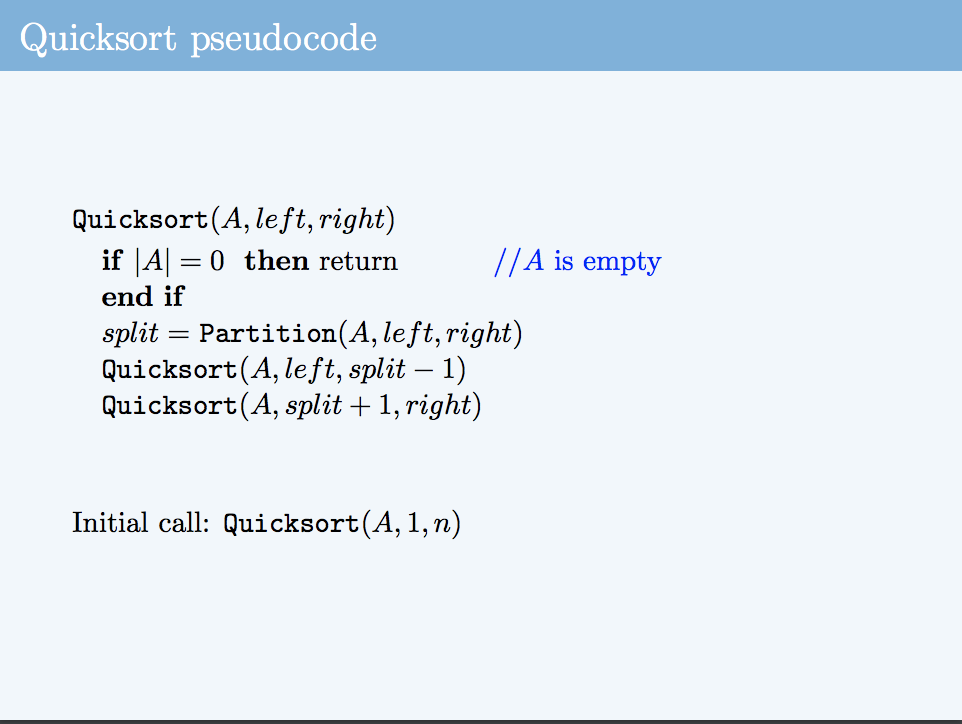 Quicksort pseudocode
Quicksort(A, left, right)
if |A| = 0 then return //A is empty
end if
split = Partition(A, left, right)
Quicksort(A, left, split − 1)
Quicksort(A, split + 1, right)
Initial call: Quicksort(A, 1, n)